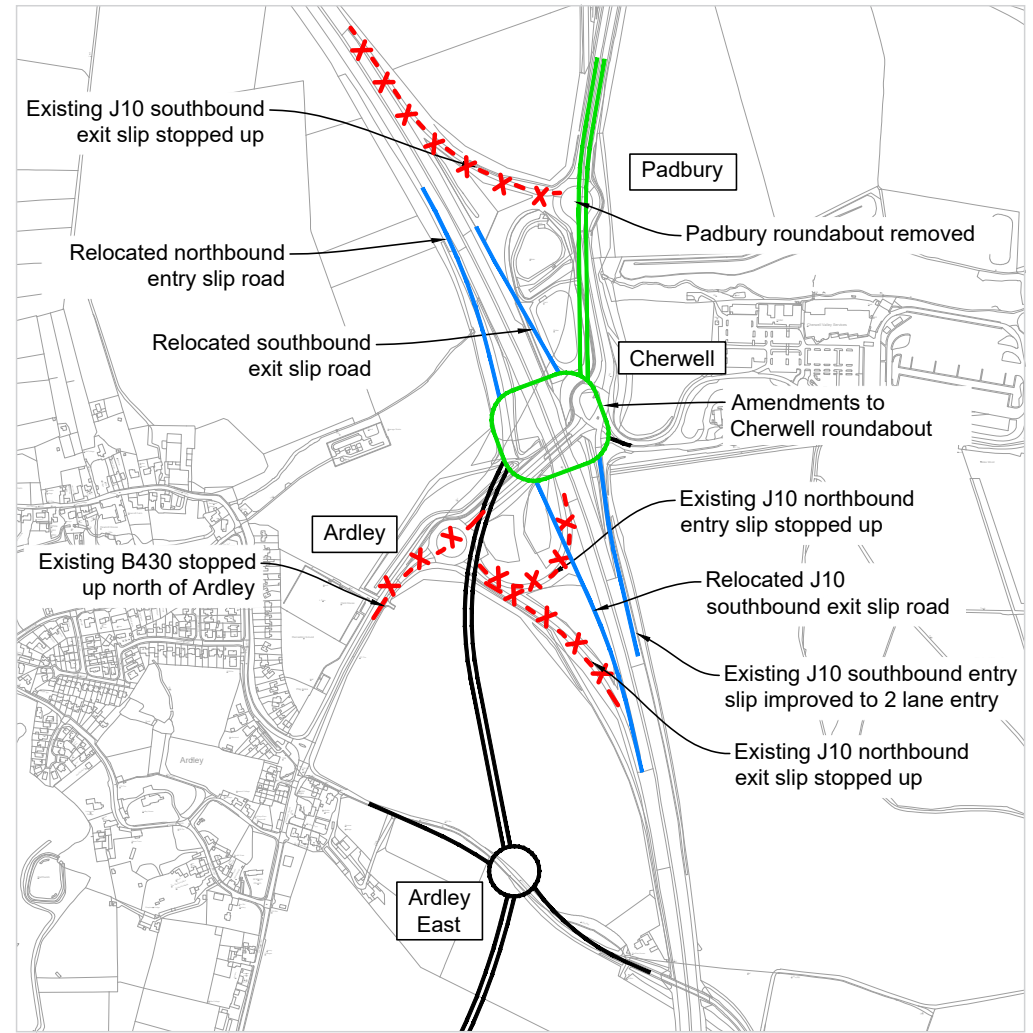 Existing J10 southbound
exit slip stopped up
Padbury
Padbury roundabout removed
Relocated northbound
entry slip road
Relocated southbound
exit slip road
Cherwell
Amendments to
Cherwell roundabout
Existing J10 northbound
entry slip stopped up
Ardley
Existing B430 stopped
up north of Ardley
Relocated J10
southbound exit slip road
Existing J10 southbound entry
slip improved to 2 lane entry
Existing J10 northbound
exit slip stopped up
Ardley
Ardley
East